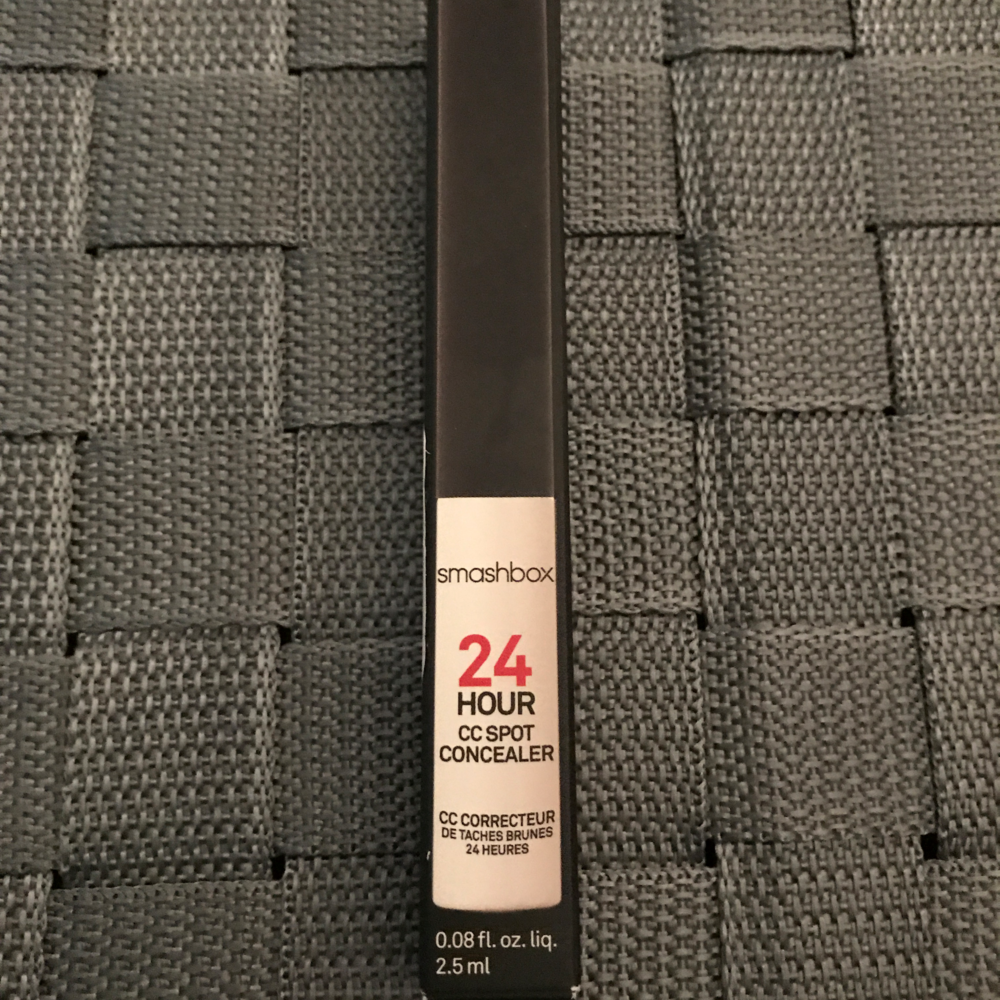 smashbox
24
HOUR
CC SPOT
CONCEALER
CC CORRECTEUR
DE TACHES BRUNES
24 HEURES
0.08 fl. oz. liq.
2.5 ml